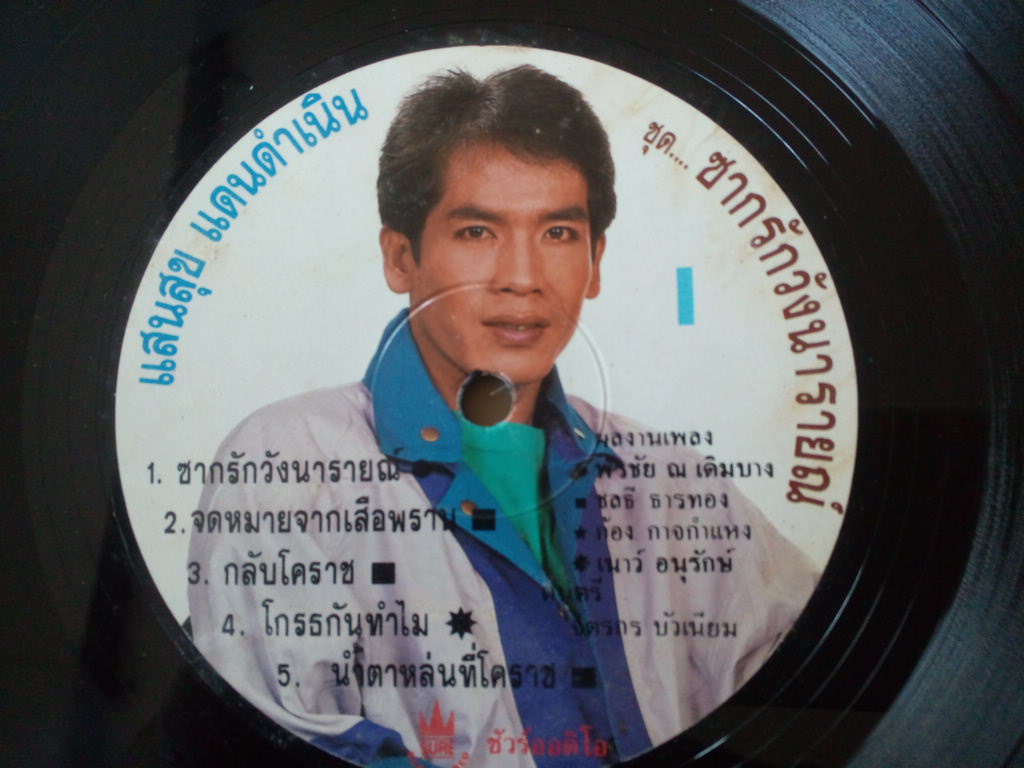 แสนสุข แดนดำเนิน
ชุด.... ซากรักวังนารายณ์
I
1. ซากรักวังนารายณ์ ●
2. จดหมายจากเสือพราน ■
3. กลับโคราช ■
4. โกรธกันทำไม ✸
5. น้ำตาหล่นที่โคราช ■
ผลงานเพลง
● พีรชัย ณ เดิมบาง
■ ชลธี ธารทอง
★ ก้อง กาจกำแหง
✸ เนาว์ อนุรักษ์
ดนตรี
บัวเนียม
SURE ชัวร์ออดิโอ